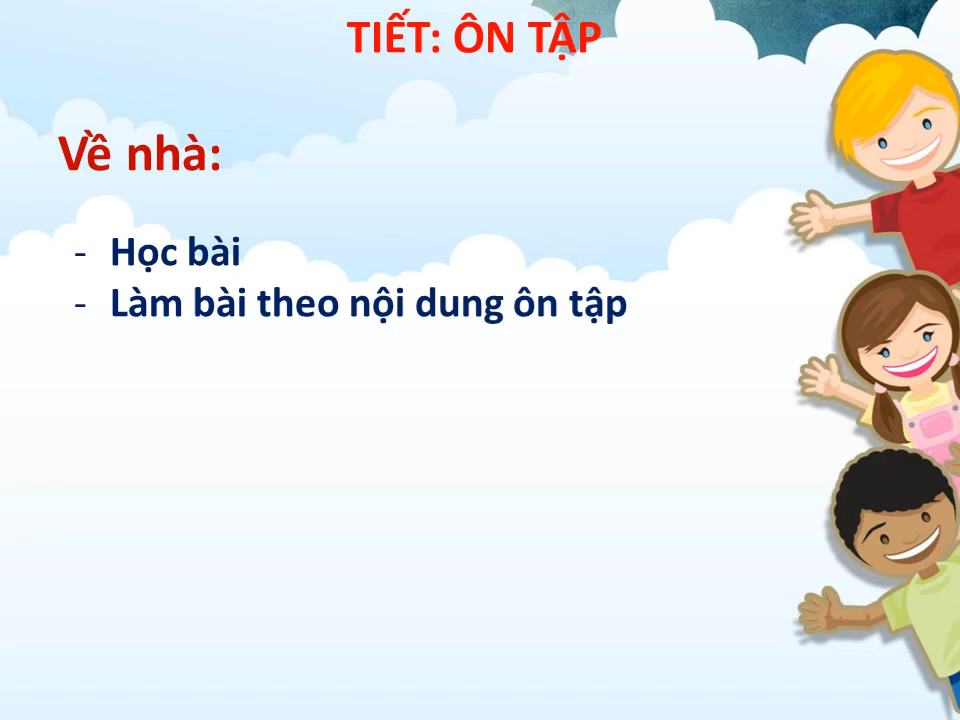 TIẾT: ÔN TẬP
Về nhà:
- Học bài
- Làm bài theo nội dung ôn tập